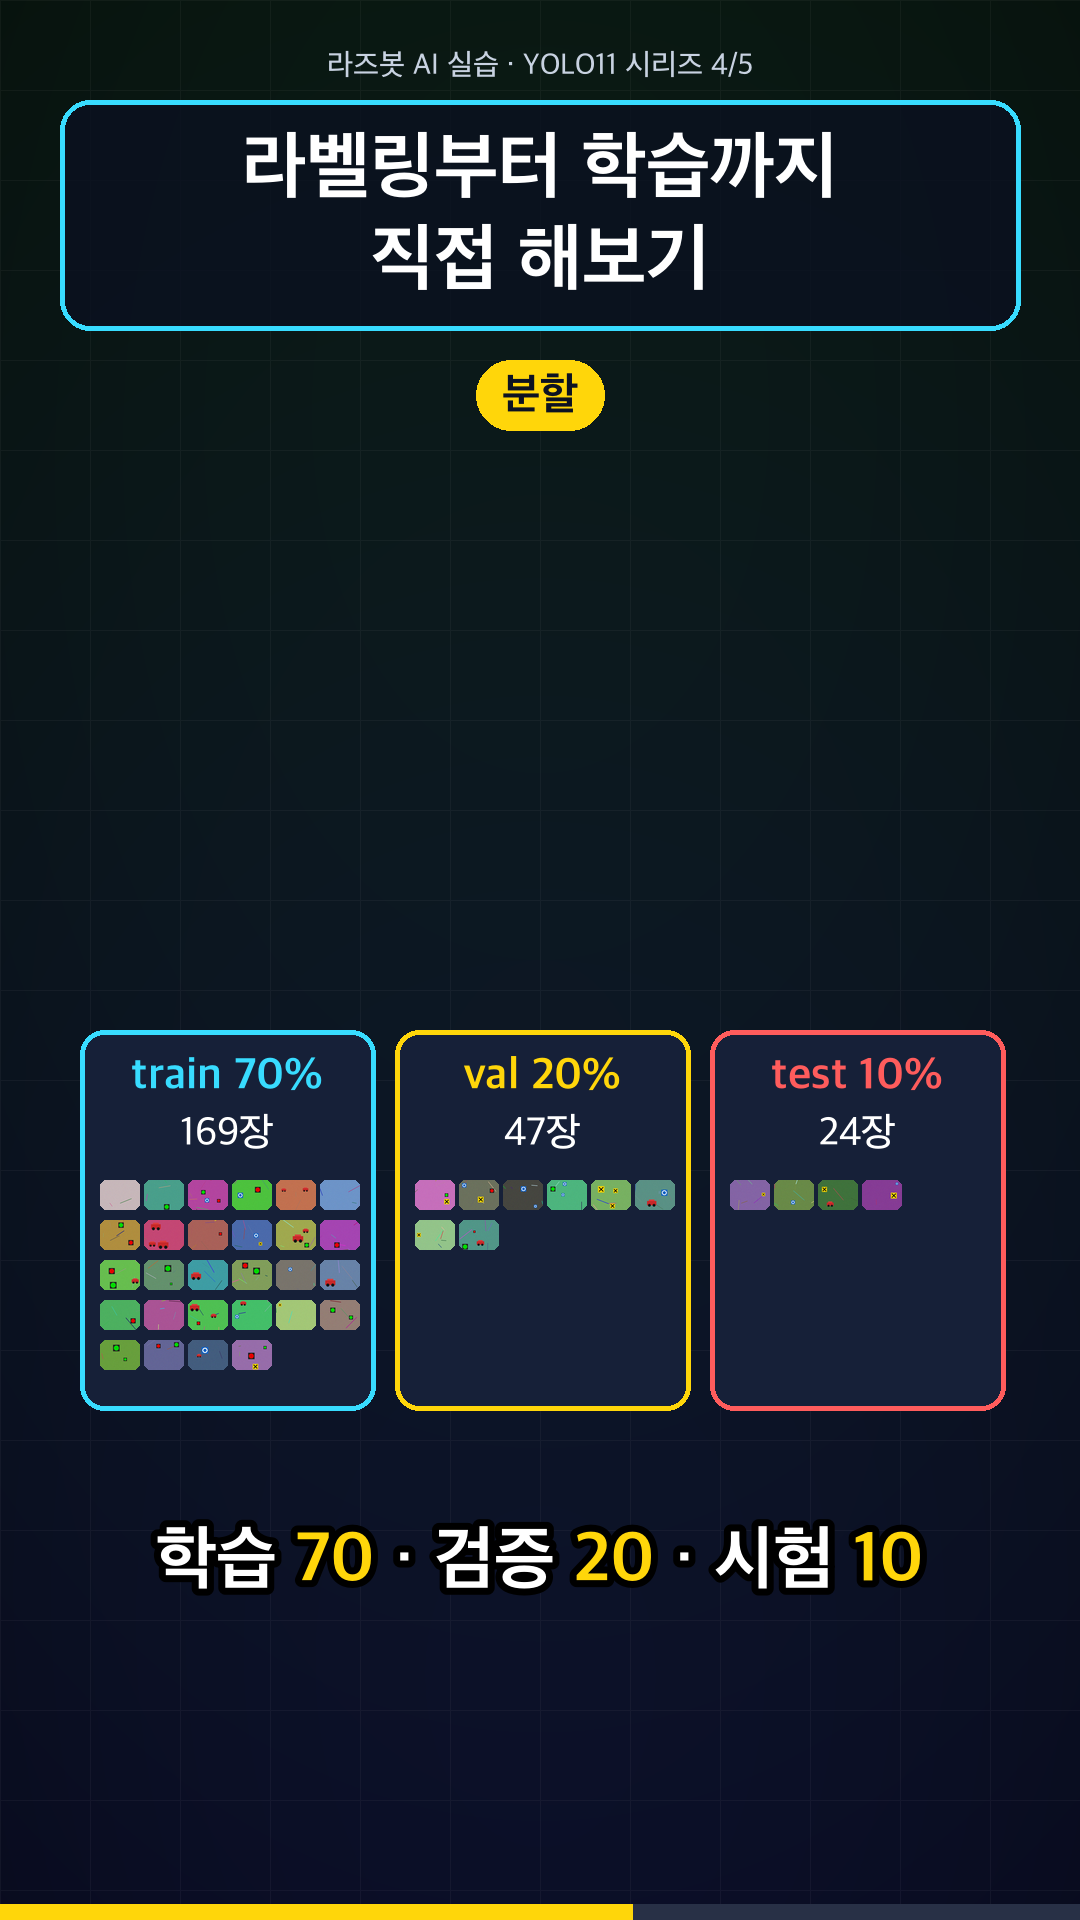 라즈봇 AI 실습 · YOLO11 시리즈 4/5
라벨링부터 학습까지
직접 해보기
분할
train 70%
169장
val 20%
47장
test 10%
24장
학습 70 · 검증 20 · 시험 10